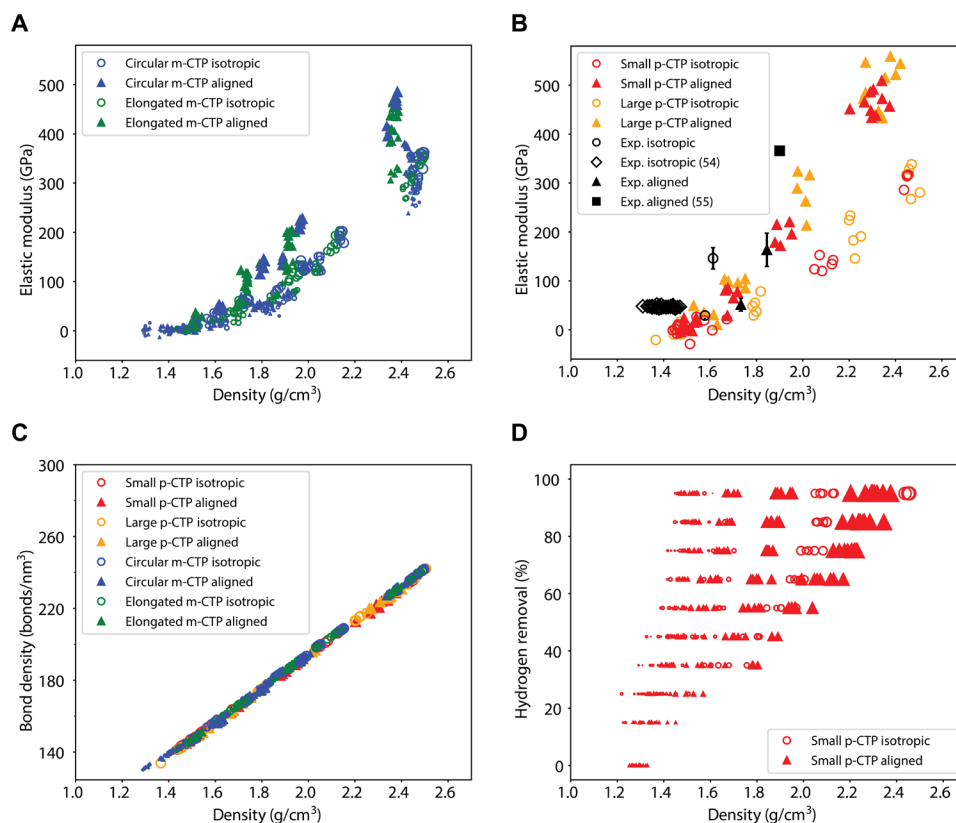 A
Circular m-CTP isotropic
Circular m-CTP aligned
Elongated m-CTP isotropic
Elongated m-CTP aligned
Elastic modulus (GPa)
500
400
300
200
100
0
1.0 1.2 1.4 1.6 1.8 2.0 2.2 2.4 2.6
Density (g/cm³)
B
Small p-CTP isotropic
Small p-CTP aligned
Large p-CTP isotropic
Large p-CTP aligned
Exp. isotropic
Exp. isotropic (54)
Exp. aligned
Exp. aligned (55)
Elastic modulus (GPa)
500
400
300
200
100
0
1.0 1.2 1.4 1.6 1.8 2.0 2.2 2.4 2.6
Density (g/cm³)
C
Small p-CTP isotropic
Small p-CTP aligned
Large p-CTP isotropic
Large p-CTP aligned
Circular m-CTP isotropic
Circular m-CTP aligned
Elongated m-CTP isotropic
Elongated m-CTP aligned
Bond density (bonds/nm³)
300
260
220
180
140
1.0 1.2 1.4 1.6 1.8 2.0 2.2 2.4 2.6
Density (g/cm³)
D
Hydrogen removal (%)
100
80
60
40
20
0
Small p-CTP isotropic
Small p-CTP aligned
1.0 1.2 1.4 1.6 1.8 2.0 2.2 2.4 2.6
Density (g/cm³)